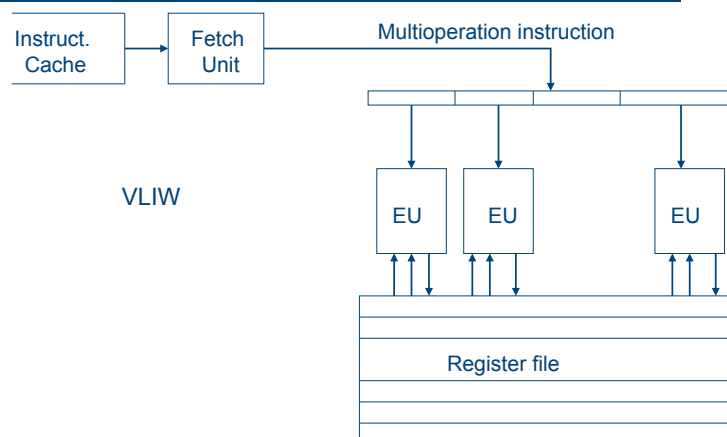 Instruct.
Cache
Fetch
Unit
Multioperation instruction
VLIW
EU
EU
EU
Register file